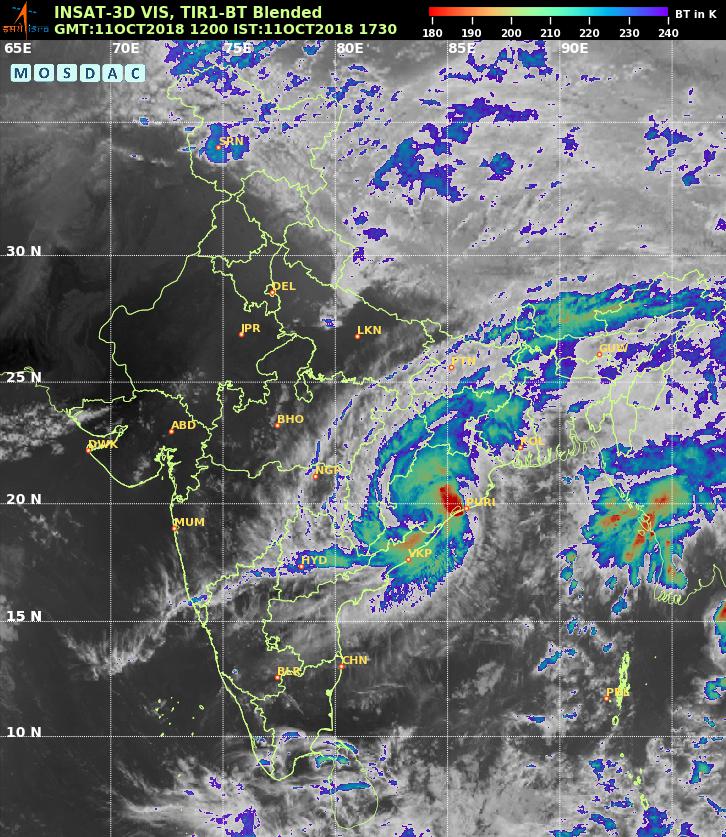 INSAT-3D VIS, TIR1-BT Blended
GMT:11OCT2018 1200 IST:11OCT2018 1730
BT in K
180 190 200 210 220 230 240
65E 70E 75E 80E 85E 90E
MOSDAC
SRN
30 N
DEL
JPR
LKN
GUW
PTN
25 N
ABD
BHO
DWK
KOL
NGP
20 N
PURI
MUM
VKP
HYD
15 N
CHN
BLR
10 N